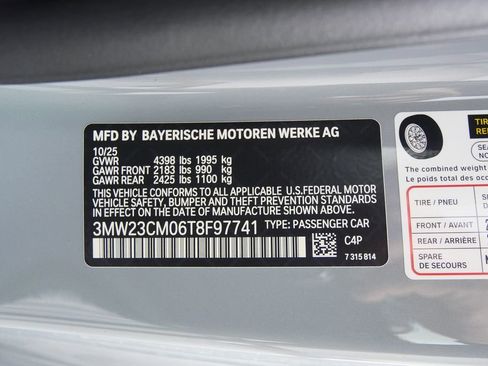 MFD BY BAYERISCHE MOTOREN WERKE AG
10/25
GVWR 4398 lbs 1995 kg
GAWR FRONT 2183 lbs 990 kg
GAWR REAR 2425 lbs 1100 kg
THIS VEHICLE CONFORMS TO ALL APPLICABLE U.S.FEDERAL MOTOR
VEHICLE SAFETY, BUMPER AND THEFT PREVENTION STANDARDS IN
EFFECT ON THE DATE OF MANUFACTURE SHOWN ABOVE.
3MW23CM06T8F97741 TYPE: PASSENGER CAR
C4P
7 315 814
The combined weight
Le poids total des
TIRE / PNEU
FRONT / AVANT
REAR / ARRIÈRE
SPARE
DE SECOURS